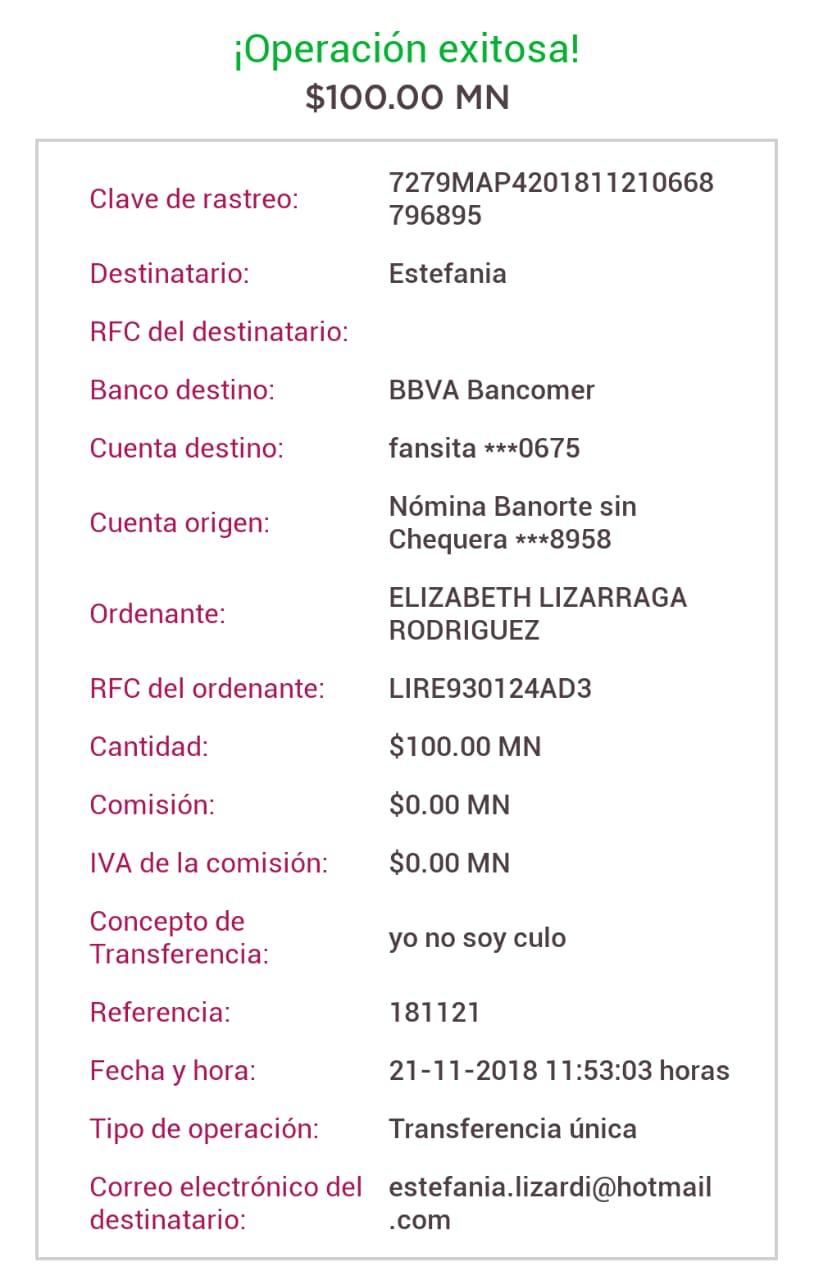 ¡Operación exitosa!
$100.00 MN
Clave de rastreo:
7279MAP4201811210668
796895
Destinatario:
Estefania
RFC del destinatario:
Banco destino:
BBVA Bancomer
Cuenta destino:
fansita ***0675
Cuenta origen:
Nómina Banorte sin
Chequera ***8958
Ordenante:
ELIZABETH LIZARRAGA
RODRIGUEZ
RFC del ordenante:
LIRE930124AD3
Cantidad:
$100.00 MN
Comisión:
$0.00 MN
IVA de la comisión:
$0.00 MN
Concepto de
Transferencia:
yo no soy culo
Referencia:
181121
Fecha y hora:
21-11-2018 11:53:03 horas
Tipo de operación:
Transferencia única
Correo electrónico del
destinatario:
estefania.lizardi@hotmail
.com